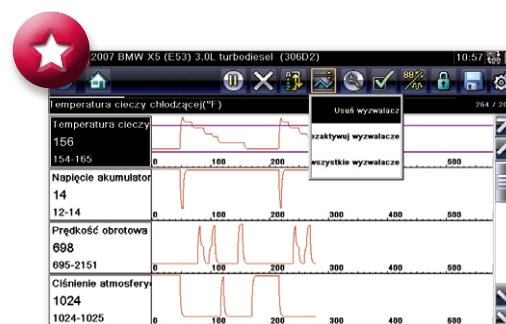 2007 BMW X5 (E53) 3.0L turbodiesel (306D2) 10:57
88%
Temperatura cieczy chłodzącej(°F) 264 / 20
Usuń wyzwalacz
wyzwalacze
wszystkie wyzwalacze
Temperatura cieczy
156
154-165
0 100 200 300 400 500
Napięcie akumulator
14
12-14
0 100 200 300 400 500
Prędkość obrotowa
698
695-2151
0 100 200 300 400 500
Ciśnienie atmosfery
1024
1024-1025
0 100 200 300 400 500